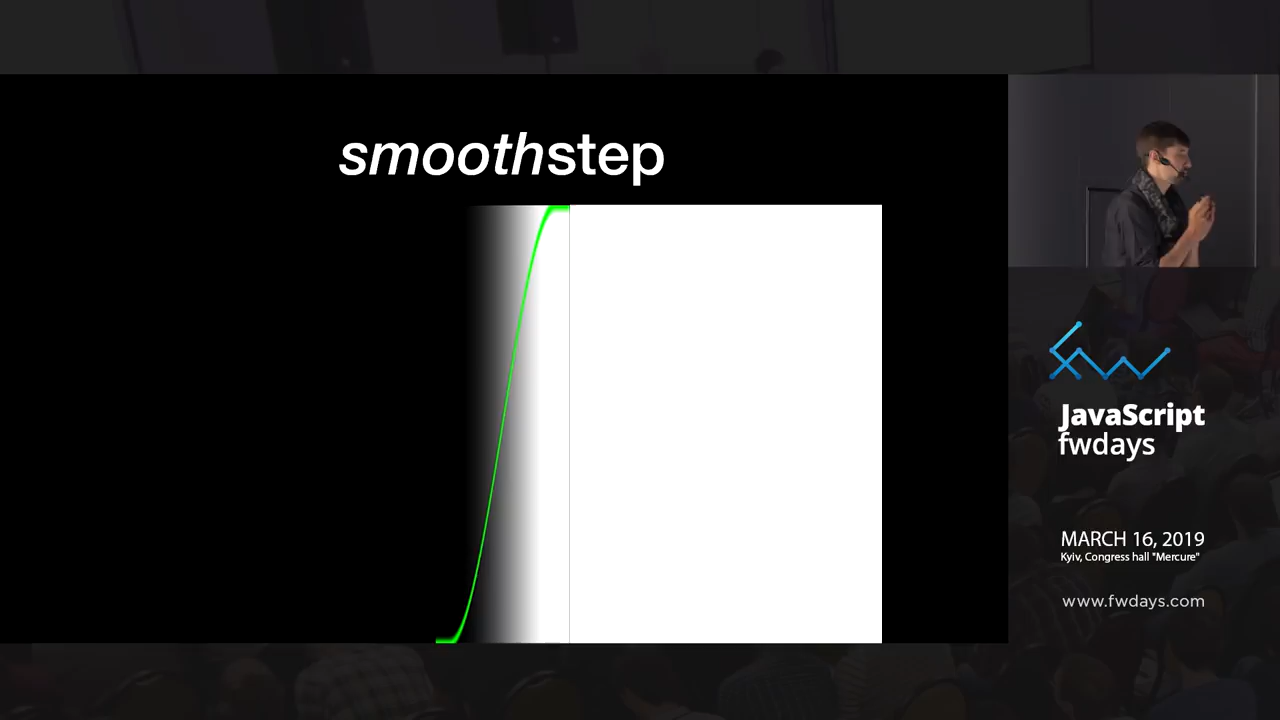 smoothstep
JavaScript
fwdays
MARCH 16, 2019
Kyiv, Congress hall "Mercure"
www.fwdays.com